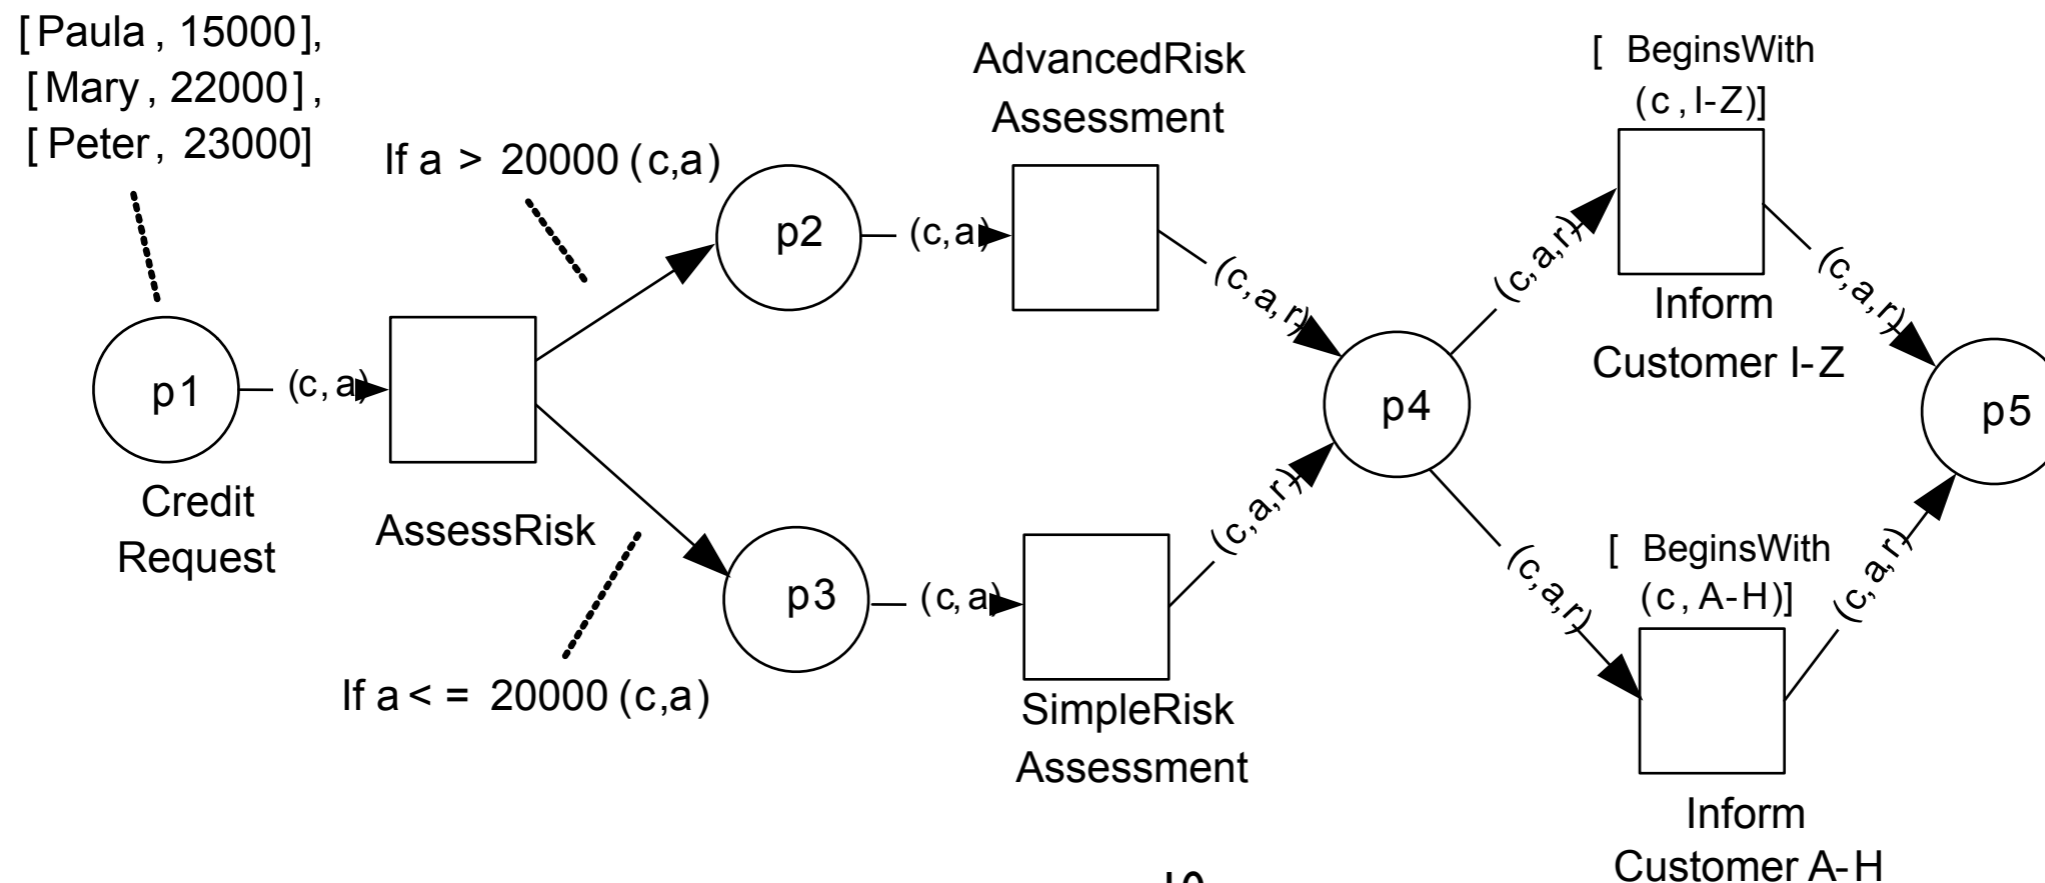 [Paula, 15000],
[Mary, 22000],
[Peter, 23000]
If a > 20000 (c,a)
AdvancedRisk
Assessment
[ BeginsWith
(c, I-Z)]
p1
(c, a)
Credit
Request
AssessRisk
If a < = 20000 (c,a)
p2
(c,a)
p3
(c,a)
SimpleRisk
Assessment
(c,a,r)
(c,a,r)
p4
(c,a,r)
Inform
Customer I-Z
(c,a,r)
(c,a,r)
[ BeginsWith
(c, A-H)]
(c,a,r)
Inform
Customer A-H
p5